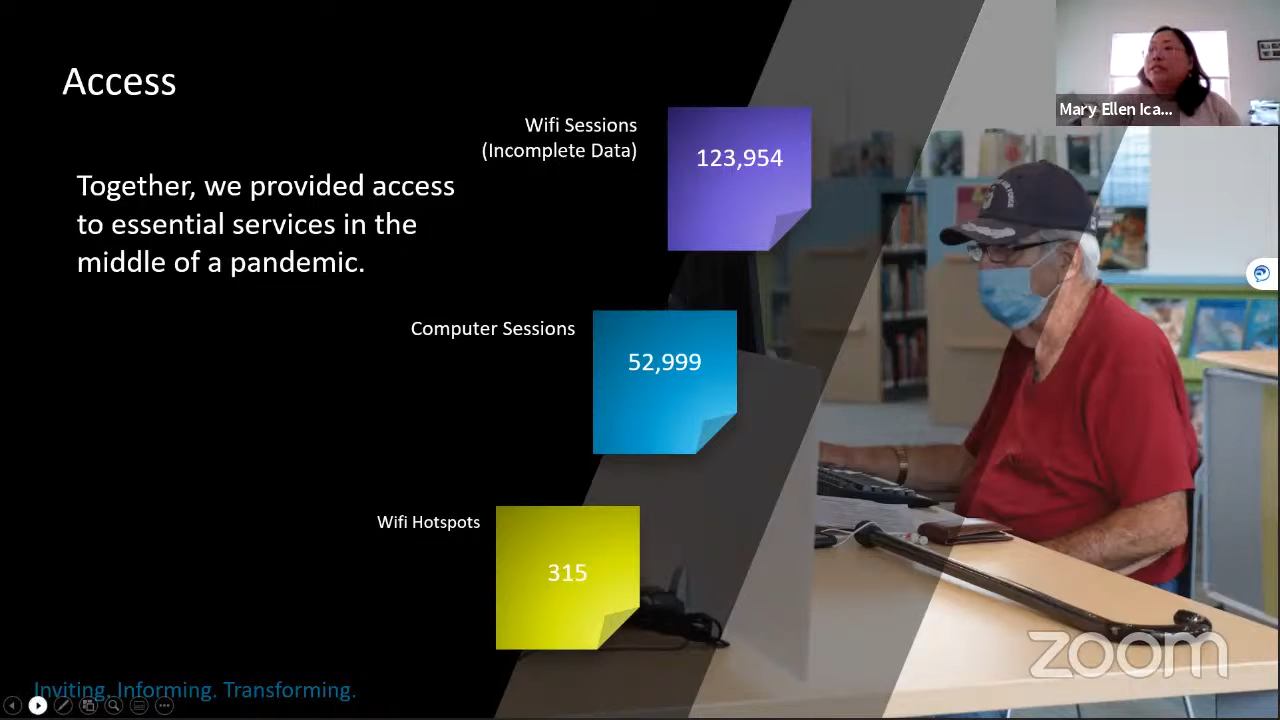 Access
Wifi Sessions
(Incomplete Data)
123,954
Mary Ellen Ica...
Together, we provided access
to essential services in the
middle of a pandemic.
Computer Sessions
52,999
Wifi Hotspots
315
zoom
Inviting. Informing. Transforming.